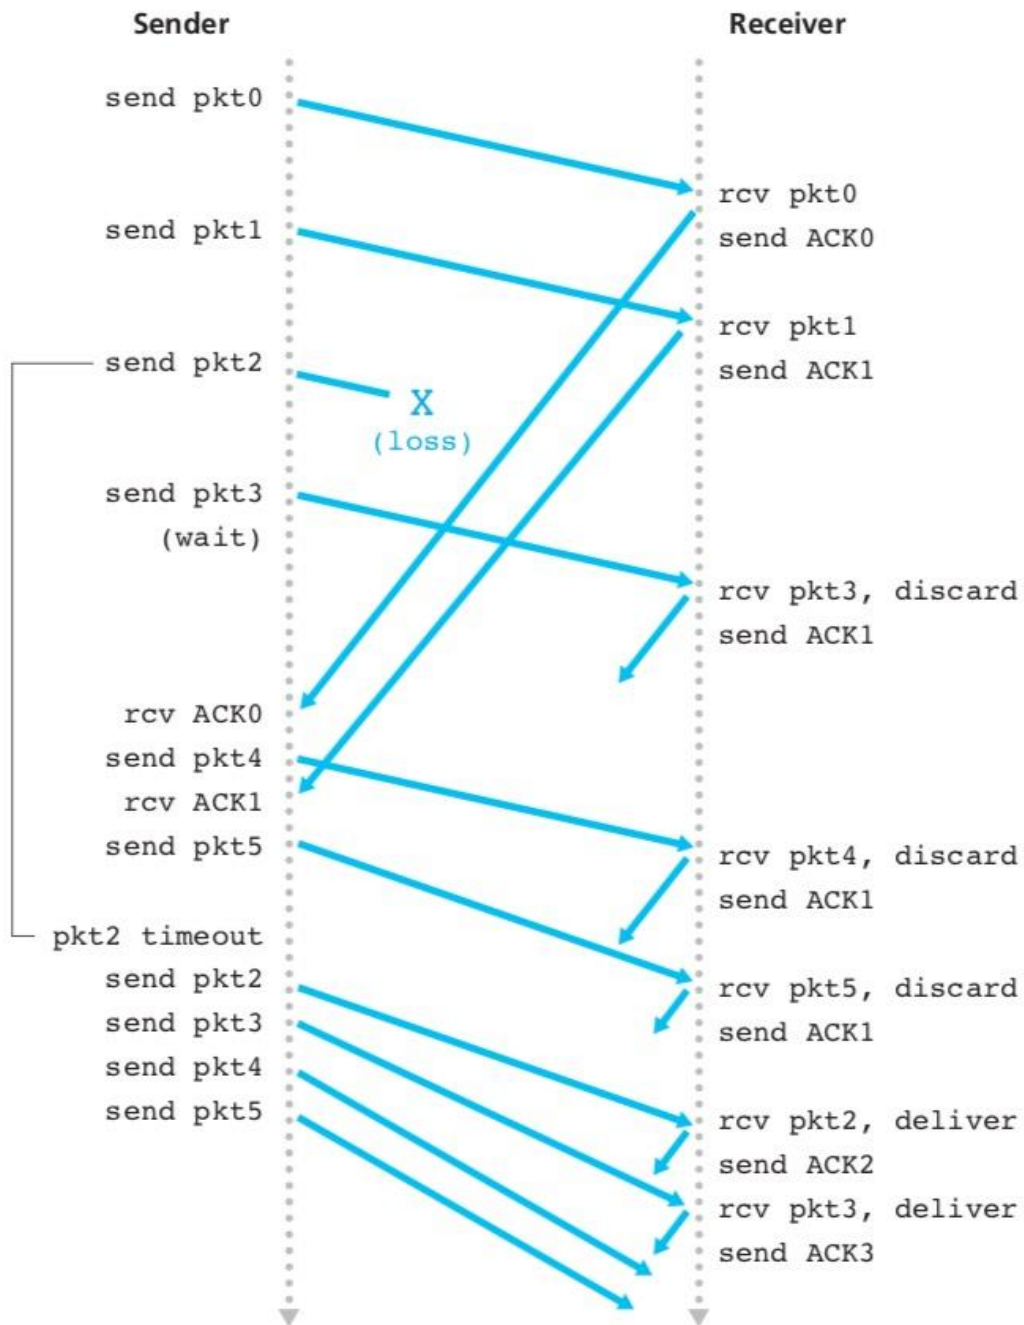 Sender
Receiver
send pkt0
rcv pkt0
send ACK0
send pkt1
rcv pkt1
send ACK1
send pkt2
X
(loss)
send pkt3
(wait)
rcv pkt3, discard
send ACK1
rcv ACK0
send pkt4
rcv ACK1
send pkt5
rcv pkt4, discard
send ACK1
pkt2 timeout
send pkt2
send pkt3
send pkt4
send pkt5
rcv pkt5, discard
send ACK1
rcv pkt2, deliver
send ACK2
rcv pkt3, deliver
send ACK3